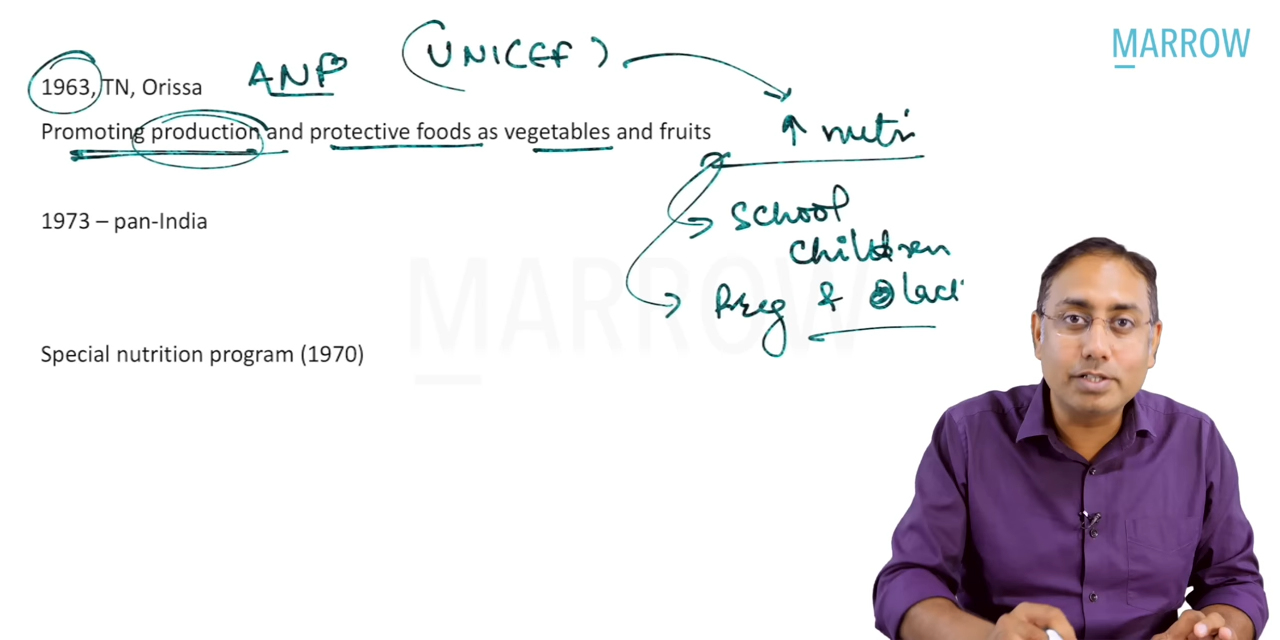 MARROW
ANP (UNICEF)
1963, TN, Orissa
Promoting production and protective foods as vegetables and fruits
↑ nutri
1973 – pan-India
School
children
Preg & lact
MARROW
Special nutrition program (1970)